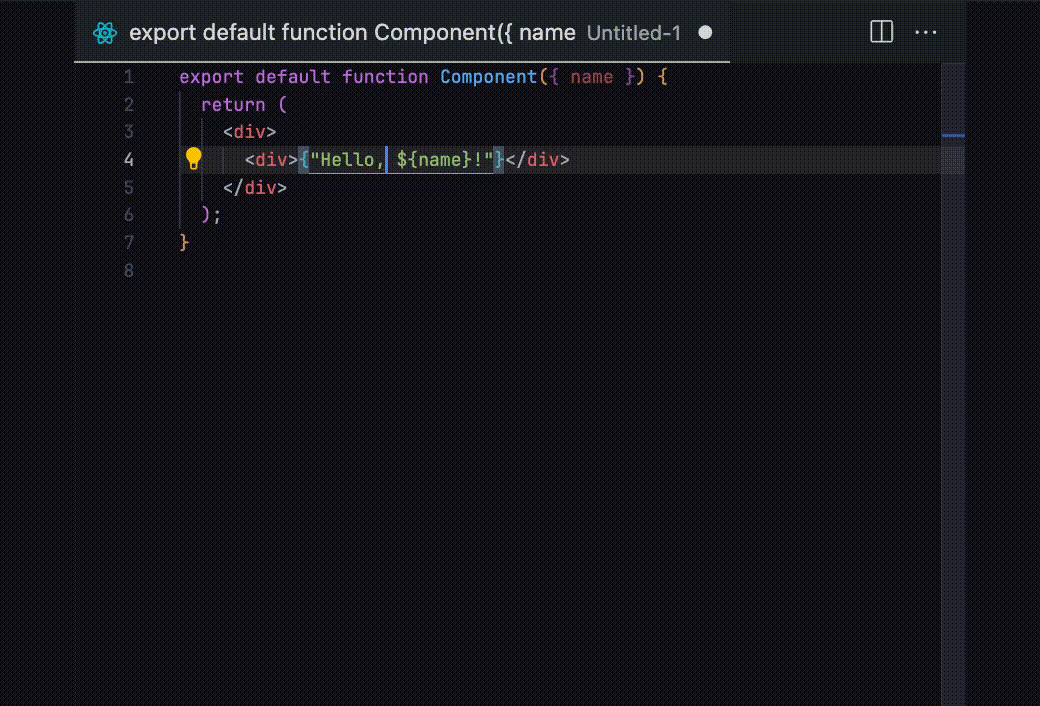 export default function Component({ name Untitled-1
1 export default function Component({ name }) {
2 return (
3 <div>
4 <div>{"Hello, ${name}!"}</div>
5 </div>
6 );
7 }
8